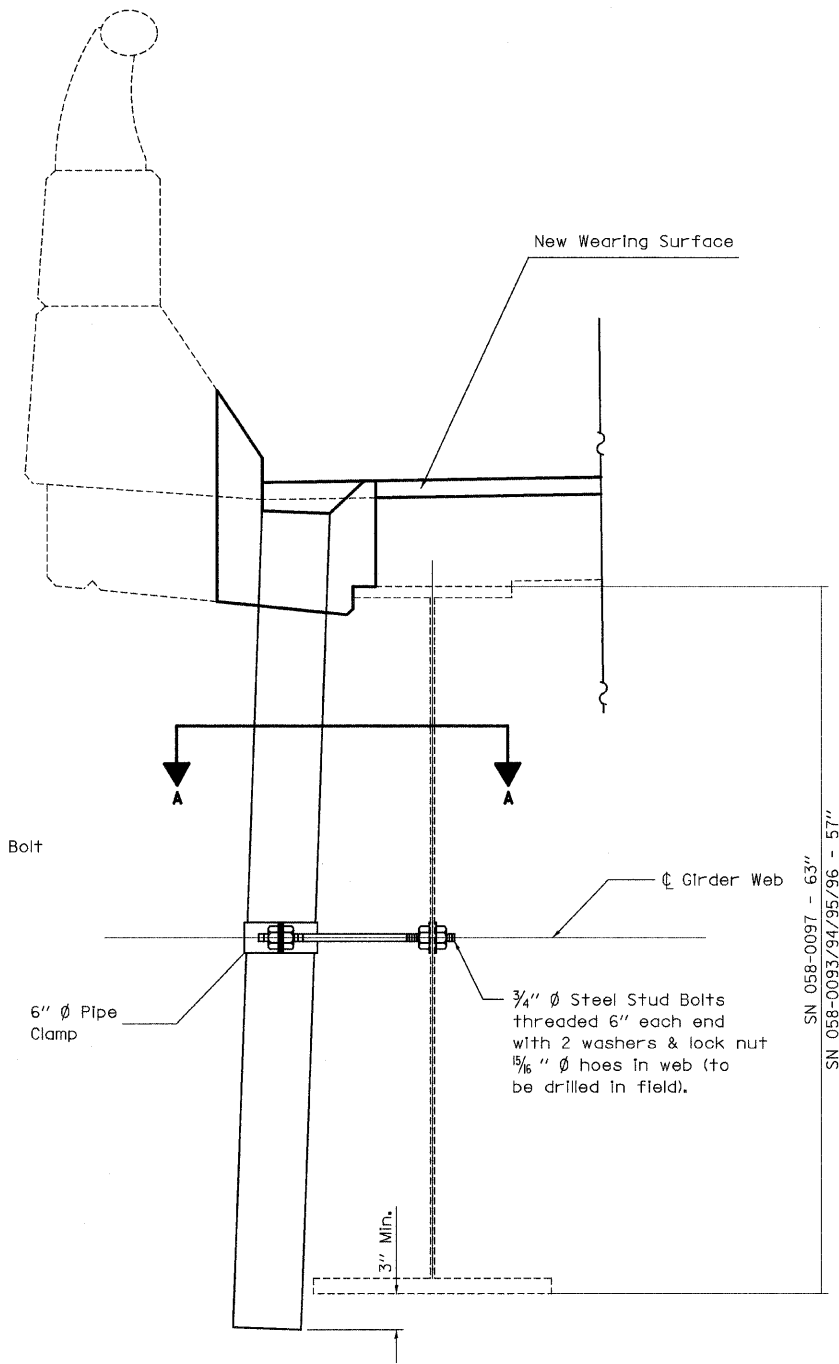 New Wearing Surface
A
A
Bolt
℄ Girder Web
6" Ø Pipe
Clamp
3/4" Ø Steel Stud Bolts
threaded 6" each end
with 2 washers & lock nut
15/16 " Ø hoes in web (to
be drilled in field).
3" Min.
SN 058-0097 - 63"
SN 058-0093/94/95/96 - 57"